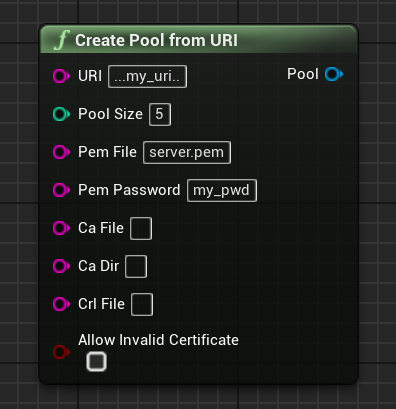 f Create Pool from URI
URI ...my_uri.. Pool
Pool Size 5
Pem File server.pem
Pem Password my_pwd
Ca File
Ca Dir
Crl File
Allow Invalid Certificate